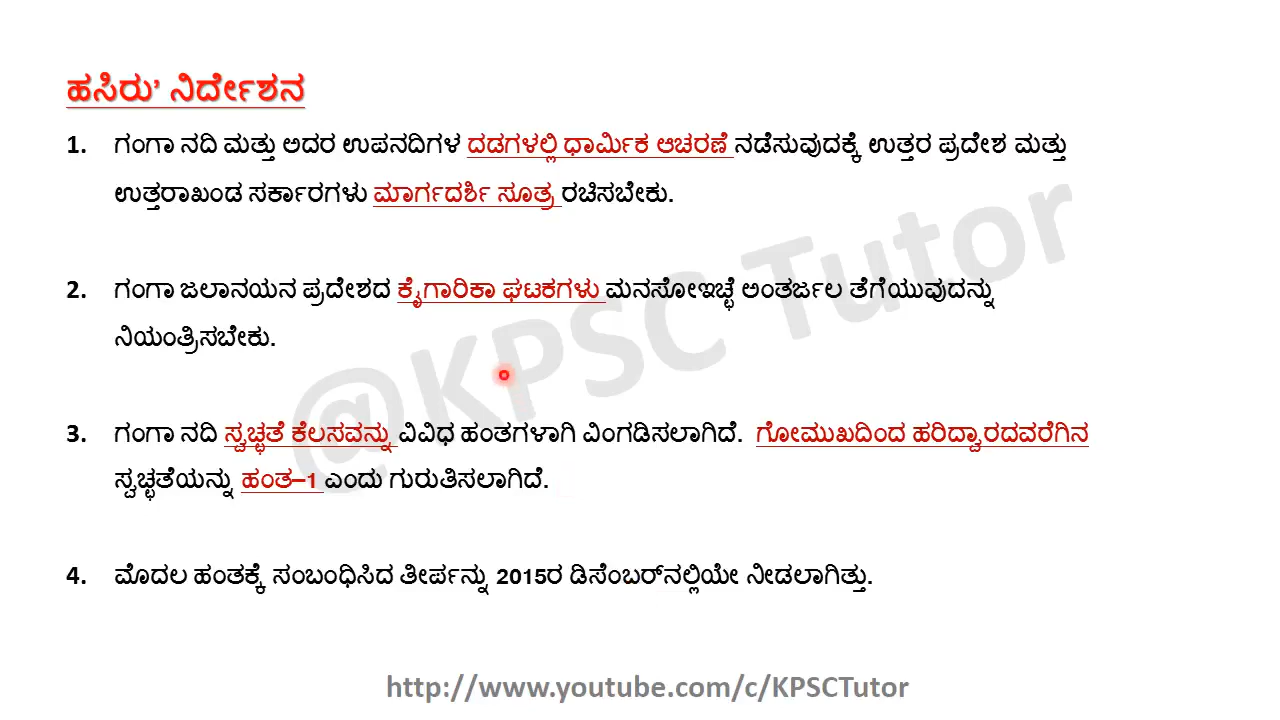 ಹಸಿರು’ ನಿರ್ದೇಶನ
1. ಗಂಗಾ ನದಿ ಮತ್ತು ಅದರ ಉಪನದಿಗಳ ದಡಗಳಲ್ಲಿ ಧಾರ್ಮಿಕ ಆಚರಣೆ ನಡೆಸುವುದಕ್ಕೆ ಉತ್ತರ ಪ್ರದೇಶ ಮತ್ತು
ಉತ್ತರಾಖಂಡ ಸರ್ಕಾರಗಳು ಮಾರ್ಗದರ್ಶಿ ಸೂತ್ರ ರಚಿಸಬೇಕು.
2. ಗಂಗಾ ಜಲಾನಯನ ಪ್ರದೇಶದ ಕೈಗಾರಿಕಾ ಘಟಕಗಳು ಮನಸೋಇಚ್ಛೆ ಅಂತರ್ಜಲ ತೆಗೆಯುವುದನ್ನು
ನಿಯಂತ್ರಿಸಬೇಕು.
3. ಗಂಗಾ ನದಿ ಸ್ವಚ್ಛತೆ ಕೆಲಸವನ್ನು ವಿವಿಧ ಹಂತಗಳಾಗಿ ವಿಂಗಡಿಸಲಾಗಿದೆ. ಗೋಮುಖದಿಂದ ಹರಿದ್ವಾರದವರೆಗಿನ
ಸ್ವಚ್ಛತೆಯನ್ನು ಹಂತ–1 ಎಂದು ಗುರುತಿಸಲಾಗಿದೆ.
4. ಮೊದಲ ಹಂತಕ್ಕೆ ಸಂಬಂಧಿಸಿದ ತೀರ್ಪನ್ನು 2015ರ ಡಿಸೆಂಬರ್‌ನಲ್ಲಿಯೇ ನೀಡಲಾಗಿತ್ತು.
@KPSC Tutor
http://www.youtube.com/c/KPSCTutor